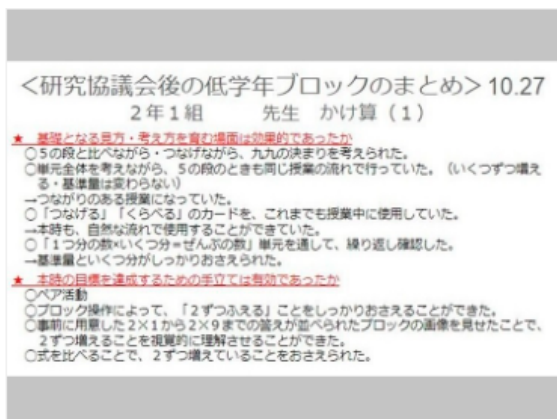 <研究協議会後の低学年ブロックのまとめ> 10.27
2年1組　　先生 かけ算(1)
★ 基礎となる見方・考え方を育む場面は効果的であったか
○5の段と比べながら・つなげながら、九九の決まりを考えられた。
○単元全体を考えながら、5の段のときも同じ授業の流れで行っていた。(いくつずつ増え
る・基準量は変わらない)
→つながりのある授業になっていた。
○「つなげる」「くらべる」のカードを、これまでも授業中に使用していた。
→本時も、自然な流れで使用することができていた。
○「1つ分の数×いくつ分=ぜんぶの数」単元を通して、繰り返し確認した。
→基準量といくつ分がしっかりおさえられた。
★ 本時の目標を達成するための手立ては有効であったか
○ペア活動
○ブロック操作によって、「2ずつふえる」ことをしっかりおさえることができた。
○事前に用意した2×1から2×9までの答えが並べられたブロックの画像を見せたことで、
2ずつ増えることを視覚的に理解させることができた。
○式を比べることで、2ずつ増えていることをおさえられた。